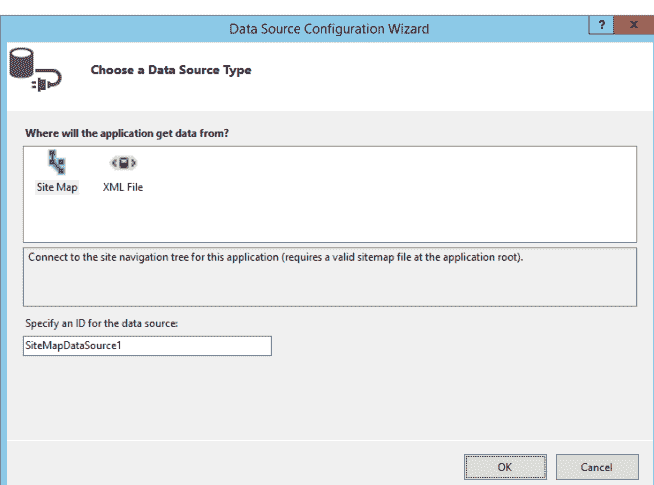 Data Source Configuration Wizard
? x
Choose a Data Source Type
Where will the application get data from?
Site Map XML File
Connect to the site navigation tree for this application (requires a valid sitemap file at the application root).
Specify an ID for the data source:
SiteMapDataSource1
OK Cancel